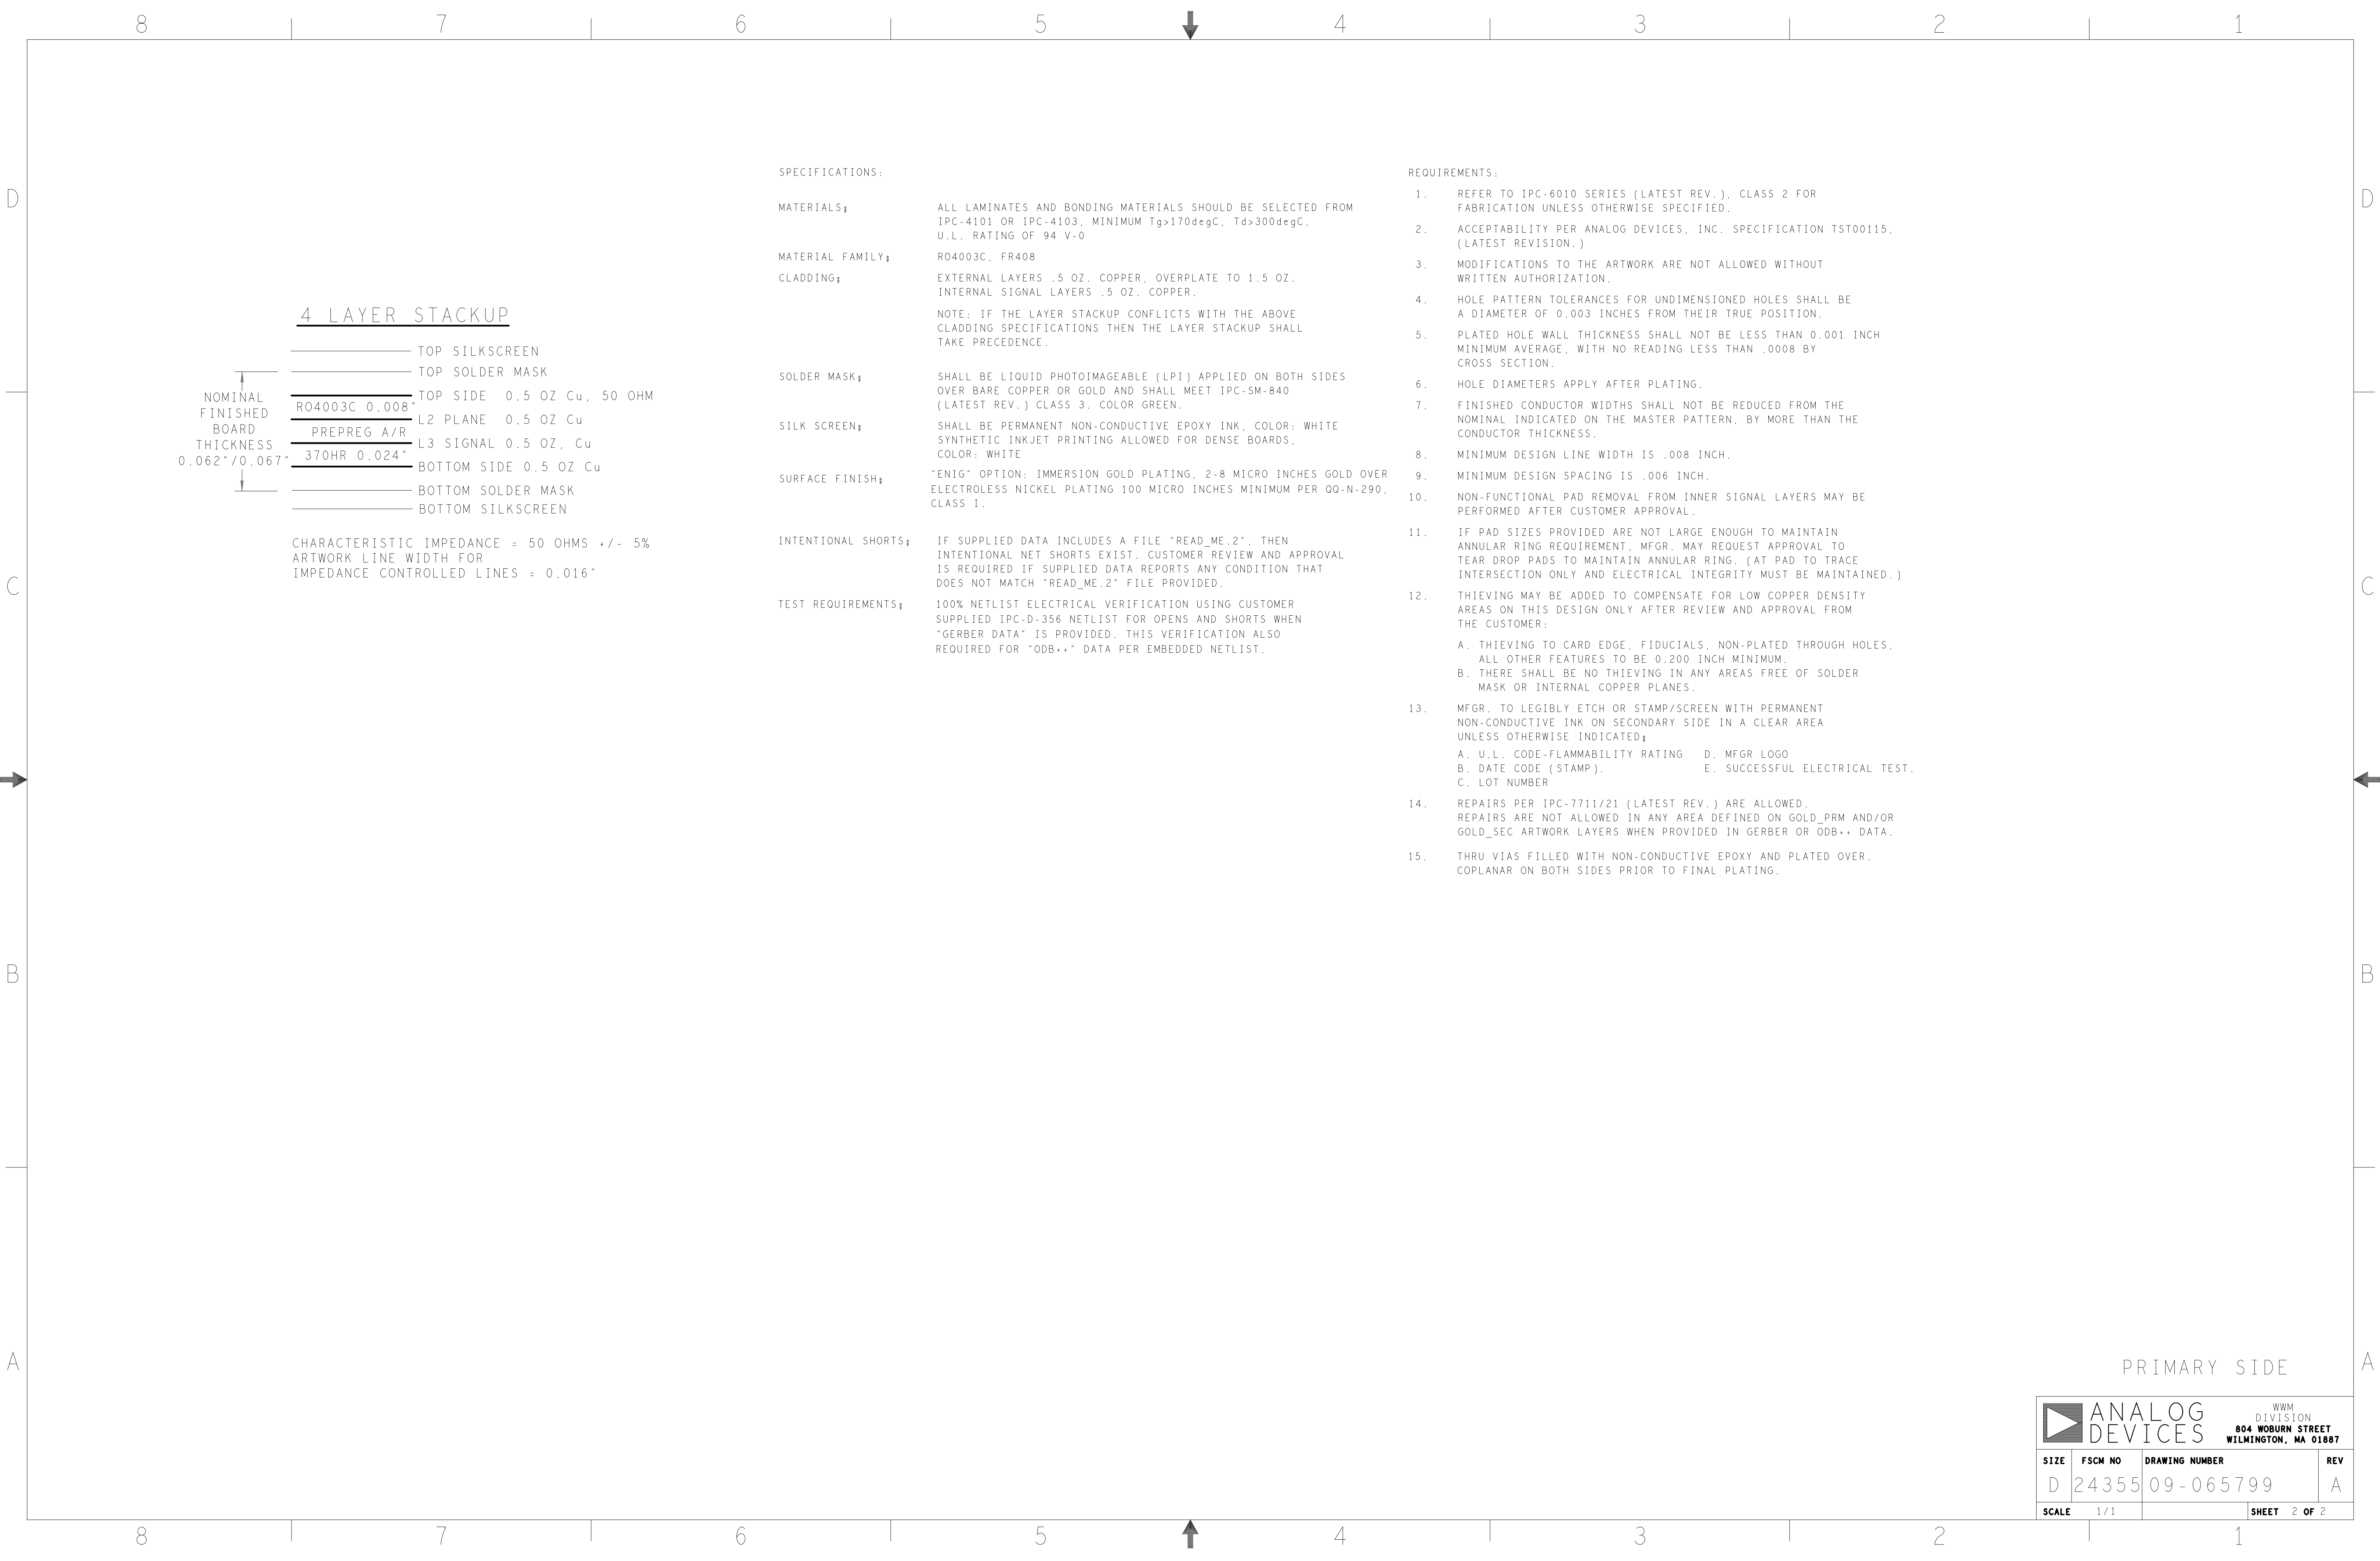 8 7 6 5 4 3 2 1
D
D
C
C
B
B
A
A
4 LAYER STACKUP
TOP SILKSCREEN
TOP SOLDER MASK
TOP SIDE 0.5 OZ Cu, 50 OHM
RO4003C 0.008"
L2 PLANE 0.5 OZ Cu
PREPREG A/R
L3 SIGNAL 0.5 OZ, Cu
370HR 0.024"
BOTTOM SIDE 0.5 OZ Cu
BOTTOM SOLDER MASK
BOTTOM SILKSCREEN
NOMINAL
FINISHED
BOARD
THICKNESS
0.062"/0.067"
CHARACTERISTIC IMPEDANCE = 50 OHMS +/- 5%
ARTWORK LINE WIDTH FOR
IMPEDANCE CONTROLLED LINES = 0.016"
SPECIFICATIONS:
MATERIALS: ALL LAMINATES AND BONDING MATERIALS SHOULD BE SELECTED FROM
IPC-4101 OR IPC-4103, MINIMUM Tg>170degC, Td>300degC,
U.L. RATING OF 94 V-0
MATERIAL FAMILY: RO4003C, FR408
CLADDING: EXTERNAL LAYERS .5 OZ. COPPER, OVERPLATE TO 1.5 OZ.
INTERNAL SIGNAL LAYERS .5 OZ. COPPER.
NOTE: IF THE LAYER STACKUP CONFLICTS WITH THE ABOVE
CLADDING SPECIFICATIONS THEN THE LAYER STACKUP SHALL
TAKE PRECEDENCE.
SOLDER MASK: SHALL BE LIQUID PHOTOIMAGEABLE (LPI) APPLIED ON BOTH SIDES
OVER BARE COPPER OR GOLD AND SHALL MEET IPC-SM-840
(LATEST REV.) CLASS 3. COLOR GREEN.
SILK SCREEN: SHALL BE PERMANENT NON-CONDUCTIVE EPOXY INK, COLOR: WHITE
SYNTHETIC INKJET PRINTING ALLOWED FOR DENSE BOARDS,
COLOR: WHITE
SURFACE FINISH: "ENIG" OPTION: IMMERSION GOLD PLATING, 2-8 MICRO INCHES GOLD OVER
ELECTROLESS NICKEL PLATING 100 MICRO INCHES MINIMUM PER QQ-N-290,
CLASS I.
INTENTIONAL SHORTS: IF SUPPLIED DATA INCLUDES A FILE "READ_ME.2", THEN
INTENTIONAL NET SHORTS EXIST. CUSTOMER REVIEW AND APPROVAL
IS REQUIRED IF SUPPLIED DATA REPORTS ANY CONDITION THAT
DOES NOT MATCH "READ_ME.2" FILE PROVIDED.
TEST REQUIREMENTS: 100% NETLIST ELECTRICAL VERIFICATION USING CUSTOMER
SUPPLIED IPC-D-356 NETLIST FOR OPENS AND SHORTS WHEN
"GERBER DATA" IS PROVIDED. THIS VERIFICATION ALSO
REQUIRED FOR "ODB++" DATA PER EMBEDDED NETLIST.
REQUIREMENTS:
1. REFER TO IPC-6010 SERIES (LATEST REV.), CLASS 2 FOR
FABRICATION UNLESS OTHERWISE SPECIFIED.
2. ACCEPTABILITY PER ANALOG DEVICES, INC. SPECIFICATION TST00115,
(LATEST REVISION.)
3. MODIFICATIONS TO THE ARTWORK ARE NOT ALLOWED WITHOUT
WRITTEN AUTHORIZATION.
4. HOLE PATTERN TOLERANCES FOR UNDIMENSIONED HOLES SHALL BE
A DIAMETER OF 0.003 INCHES FROM THEIR TRUE POSITION.
5. PLATED HOLE WALL THICKNESS SHALL NOT BE LESS THAN 0.001 INCH
MINIMUM AVERAGE, WITH NO READING LESS THAN .0008 BY
CROSS SECTION.
6. HOLE DIAMETERS APPLY AFTER PLATING.
7. FINISHED CONDUCTOR WIDTHS SHALL NOT BE REDUCED FROM THE
NOMINAL INDICATED ON THE MASTER PATTERN, BY MORE THAN THE
CONDUCTOR THICKNESS.
8. MINIMUM DESIGN LINE WIDTH IS .008 INCH.
9. MINIMUM DESIGN SPACING IS .006 INCH.
10. NON-FUNCTIONAL PAD REMOVAL FROM INNER SIGNAL LAYERS MAY BE
PERFORMED AFTER CUSTOMER APPROVAL.
11. IF PAD SIZES PROVIDED ARE NOT LARGE ENOUGH TO MAINTAIN
ANNULAR RING REQUIREMENT, MFGR. MAY REQUEST APPROVAL TO
TEAR DROP PADS TO MAINTAIN ANNULAR RING. (AT PAD TO TRACE
INTERSECTION ONLY AND ELECTRICAL INTEGRITY MUST BE MAINTAINED.)
12. THIEVING MAY BE ADDED TO COMPENSATE FOR LOW COPPER DENSITY
AREAS ON THIS DESIGN ONLY AFTER REVIEW AND APPROVAL FROM
THE CUSTOMER:
A. THIEVING TO CARD EDGE, FIDUCIALS, NON-PLATED THROUGH HOLES,
ALL OTHER FEATURES TO BE 0.200 INCH MINIMUM.
B. THERE SHALL BE NO THIEVING IN ANY AREAS FREE OF SOLDER
MASK OR INTERNAL COPPER PLANES.
13. MFGR. TO LEGIBLY ETCH OR STAMP/SCREEN WITH PERMANENT
NON-CONDUCTIVE INK ON SECONDARY SIDE IN A CLEAR AREA
UNLESS OTHERWISE INDICATED:
A. U.L. CODE-FLAMMABILITY RATING D. MFGR LOGO
B. DATE CODE (STAMP). E. SUCCESSFUL ELECTRICAL TEST.
C. LOT NUMBER
14. REPAIRS PER IPC-7711/21 (LATEST REV.) ARE ALLOWED.
REPAIRS ARE NOT ALLOWED IN ANY AREA DEFINED ON GOLD_PRM AND/OR
GOLD_SEC ARTWORK LAYERS WHEN PROVIDED IN GERBER OR ODB++ DATA.
15. THRU VIAS FILLED WITH NON-CONDUCTIVE EPOXY AND PLATED OVER.
COPLANAR ON BOTH SIDES PRIOR TO FINAL PLATING.
PRIMARY SIDE
ANALOG
DEVICES
WWM
DIVISION
804 WOBURN STREET
WILMINGTON, MA 01887
SIZE FSCM NO DRAWING NUMBER REV
D 24355 09-065799 A
SCALE 1/1 SHEET 2 OF 2
8 7 6 5 4 3 2 1